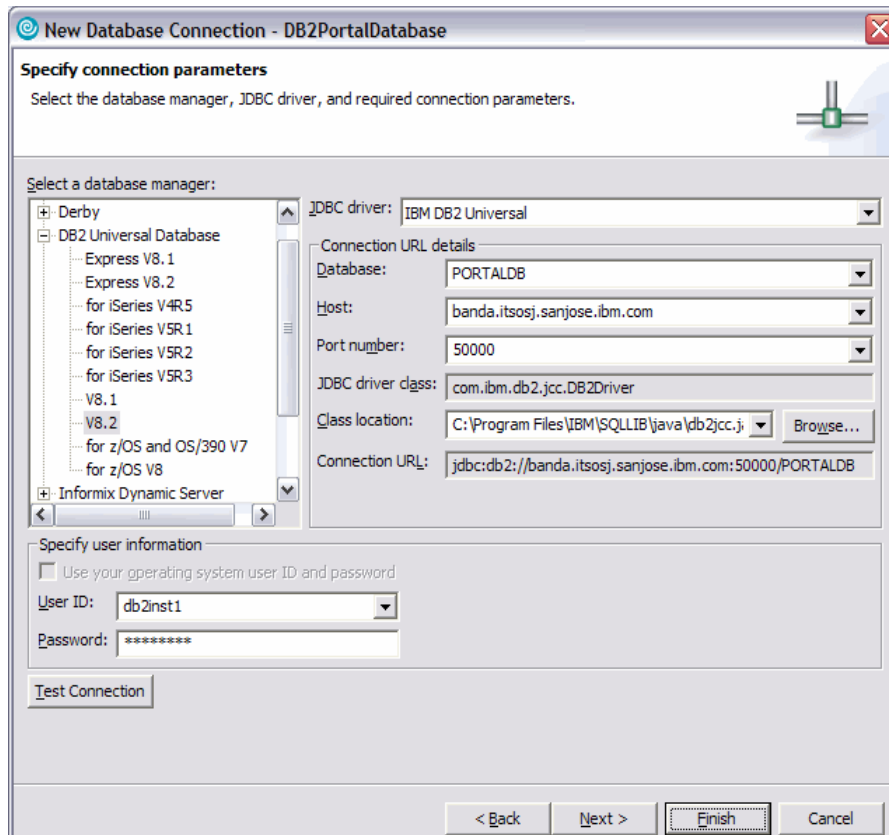 New Database Connection - DB2PortalDatabase
Specify connection parameters
Select the database manager, JDBC driver, and required connection parameters.
Select a database manager:
Derby
DB2 Universal Database
Express V8.1
Express V8.2
for iSeries V4R5
for iSeries V5R1
for iSeries V5R2
for iSeries V5R3
V8.1
V8.2
for z/OS and OS/390 V7
for z/OS V8
Informix Dynamic Server
JDBC driver: IBM DB2 Universal
Connection URL details
Database: PORTALDB
Host: banda.itsosj.sanjose.ibm.com
Port number: 50000
JDBC driver class: com.ibm.db2.jcc.DB2Driver
Class location: C:\Program Files\IBM\SQLLIB\java\db2jcc.j Browse...
Connection URL: jdbc:db2://banda.itsosj.sanjose.ibm.com:50000/PORTALDB
Specify user information
Use your operating system user ID and password
User ID: db2inst1
Password: ********
Test Connection
< Back Next > Finish Cancel